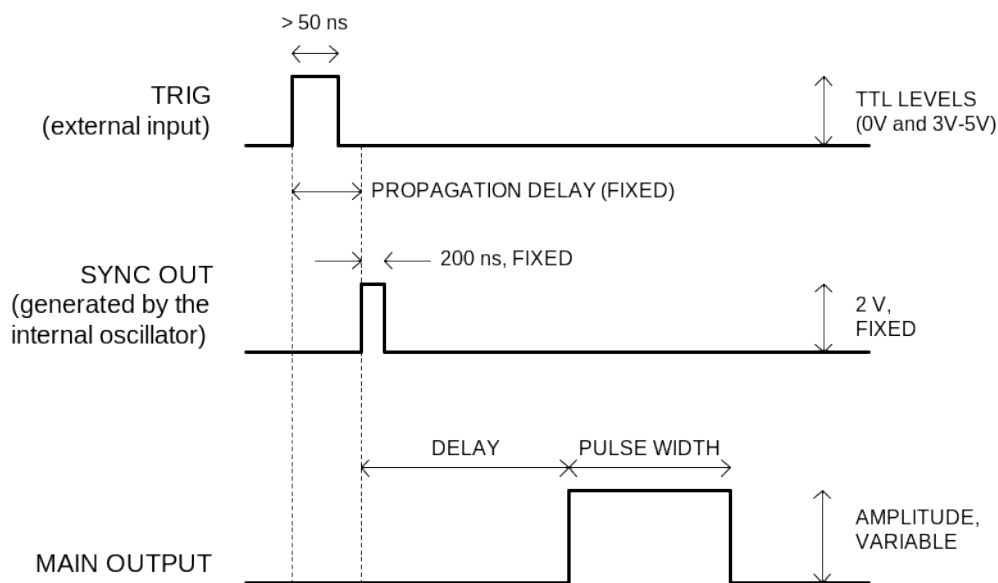 > 50 ns
TRIG
(external input)
TTL LEVELS
(0V and 3V-5V)
PROPAGATION DELAY (FIXED)
200 ns, FIXED
SYNC OUT
(generated by the
internal oscillator)
2 V,
FIXED
DELAY
PULSE WIDTH
AMPLITUDE,
VARIABLE
MAIN OUTPUT